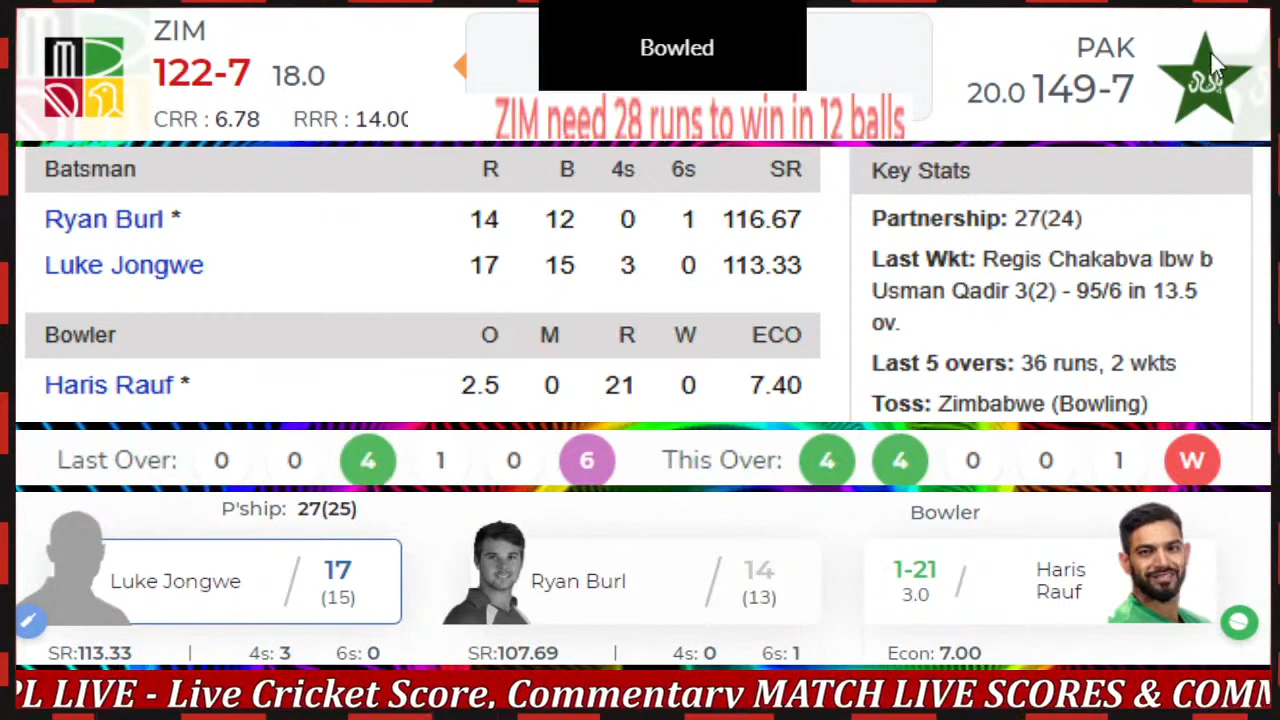 ZIM
122-7 18.0
CRR : 6.78 RRR : 14.00
Bowled
ZIM need 28 runs to win in 12 balls
PAK
20.0 149-7
Batsman R B 4s 6s SR
Ryan Burl * 14 12 0 1 116.67
Luke Jongwe 17 15 3 0 113.33
Bowler O M R W ECO
Haris Rauf * 2.5 0 21 0 7.40
Key Stats
Partnership: 27(24)
Last Wkt: Regis Chakabva lbw b
Usman Qadir 3(2) - 95/6 in 13.5
ov.
Last 5 overs: 36 runs, 2 wkts
Toss: Zimbabwe (Bowling)
Last Over: 0 0 4 1 0 6 This Over: 4 4 0 0 1 W
P'ship: 27(25)
Luke Jongwe / 17
(15)
SR:113.33 | 4s: 3 6s: 0
Ryan Burl / 14
(13)
SR:107.69 | 4s: 0 6s: 1
Bowler
1-21 / Haris
3.0 Rauf
Econ: 7.00
PL LIVE - Live Cricket Score, Commentary MATCH LIVE SCORES & COMM